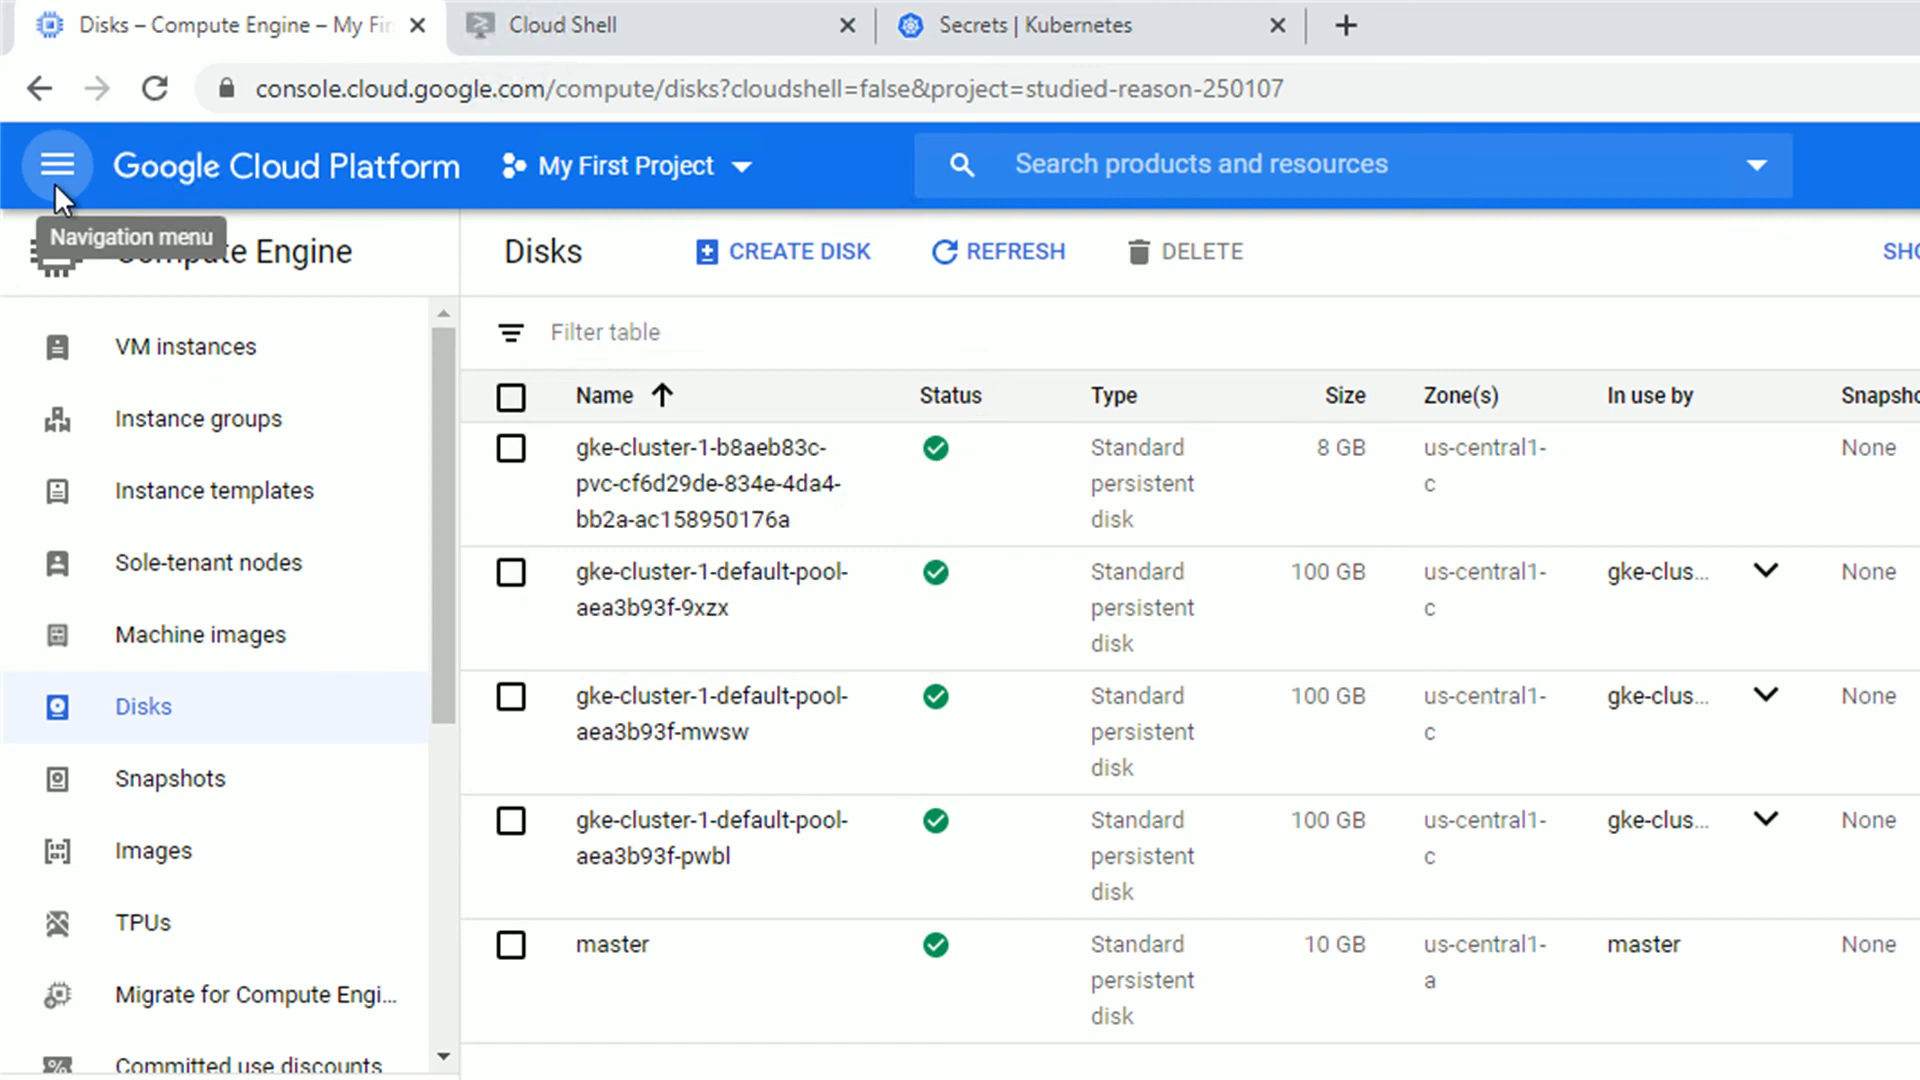 Disks – Compute Engine – My Fir
Cloud Shell
Secrets | Kubernetes
console.cloud.google.com/compute/disks?cloudshell=false&project=studied-reason-250107
Google Cloud Platform
My First Project
Search products and resources
Navigation menu
Compute Engine
Disks
CREATE DISK
REFRESH
DELETE
SHO
VM instances
Instance groups
Instance templates
Sole-tenant nodes
Machine images
Disks
Snapshots
Images
TPUs
Migrate for Compute Engi...
Committed use discounts
Filter table
Name Status Type Size Zone(s) In use by Snapsho
gke-cluster-1-b8aeb83c- Standard 8 GB us-central1- None
pvc-cf6d29de-834e-4da4- persistent c
bb2a-ac158950176a disk
gke-cluster-1-default-pool- Standard 100 GB us-central1- gke-clus... None
aea3b93f-9xzx persistent c
disk
gke-cluster-1-default-pool- Standard 100 GB us-central1- gke-clus... None
aea3b93f-mwsw persistent c
disk
gke-cluster-1-default-pool- Standard 100 GB us-central1- gke-clus... None
aea3b93f-pwbl persistent c
disk
master Standard 10 GB us-central1- master None
persistent a
disk